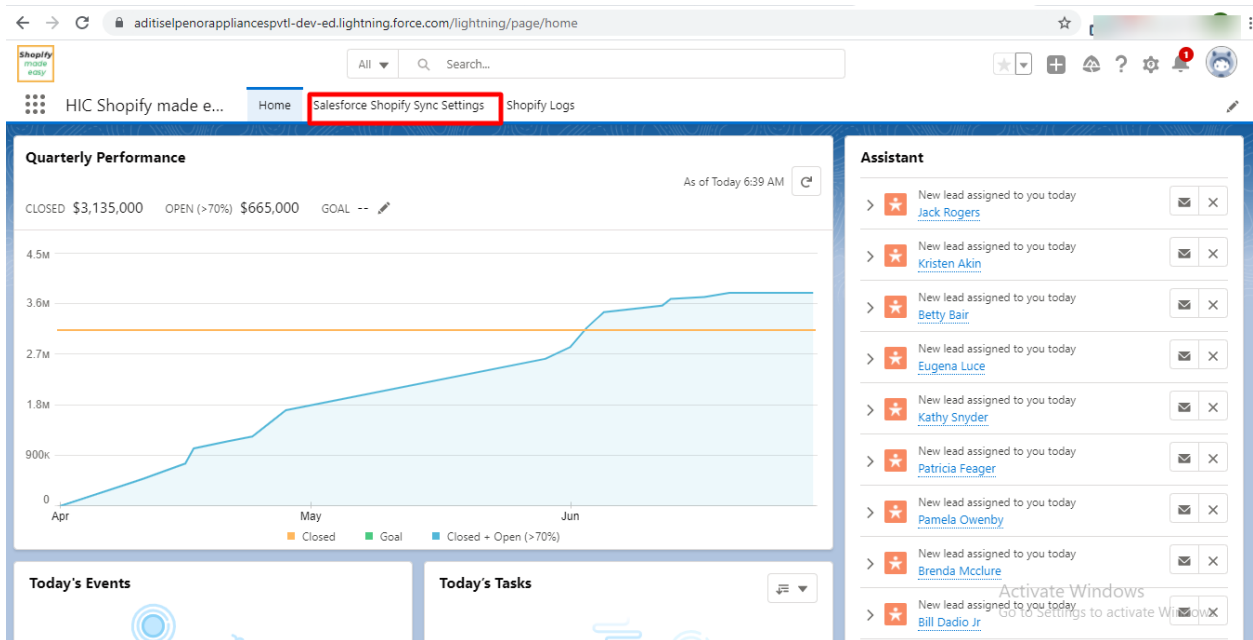 aditiselpenorappliancespvtl-dev-ed.lightning.force.com/lightning/page/home
Shopify
made
easy
All
Search...
1
HIC Shopify made e...
Home
Salesforce Shopify Sync Settings
Shopify Logs
Quarterly Performance
As of Today 6:39 AM
CLOSED $3,135,000 OPEN (>70%) $665,000 GOAL --
4.5M
3.6M
2.7M
1.8M
900K
0
Apr May Jun
Closed Goal Closed + Open (>70%)
Today's Events
Today's Tasks
Assistant
New lead assigned to you today
Jack Rogers
New lead assigned to you today
Kristen Akin
New lead assigned to you today
Betty Bair
New lead assigned to you today
Eugena Luce
New lead assigned to you today
Kathy Snyder
New lead assigned to you today
Patricia Feager
New lead assigned to you today
Pamela Owenby
New lead assigned to you today
Brenda Mcclure
New lead assigned to you today
Bill Dadio Jr
Activate Windows
Go to Settings to activate Windows.